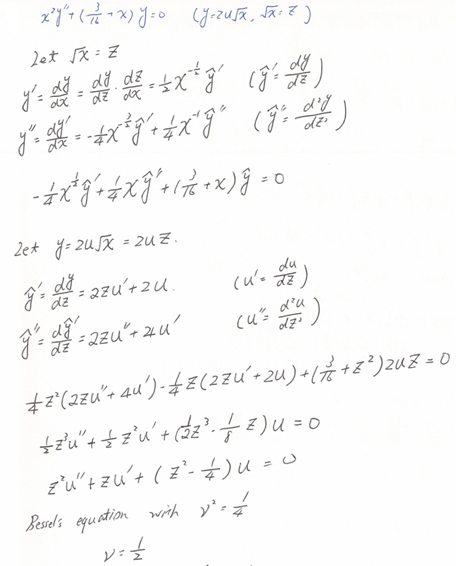 x²y″ + (3/16 + x) y = 0 (y = 2u√x, √x = z)
Let √x = z
y′ = dy/dx = dy/dz · dz/dx = 1/2 x^(-1/2) ŷ′ (ŷ′ = dy/dz)
y″ = dy′/dx = -1/4 x^(-3/2) ŷ′ + 1/4 x^(-1) ŷ″ (ŷ″ = d²y/dz²)
-1/4 x^(1/2) ŷ′ + 1/4 x ŷ″ + (3/16 + x) ŷ = 0
Let y = 2u√x = 2uz.
ŷ′ = dŷ/dz = 2zu′ + 2u. (u′ = du/dz)
ŷ″ = dŷ′/dz = 2zu″ + 4u′ (u″ = d²u/dz²)
1/4 z²(2zu″ + 4u′) - 1/4 z(2zu′ + 2u) + (3/16 + z²) 2uz = 0
1/2 z³u″ + 1/2 z²u′ + (1/2z³ - 1/8 z) u = 0
z²u″ + zu′ + (z² - 1/4) u = 0
Bessel's equation with ν² = 1/4
ν = 1/2